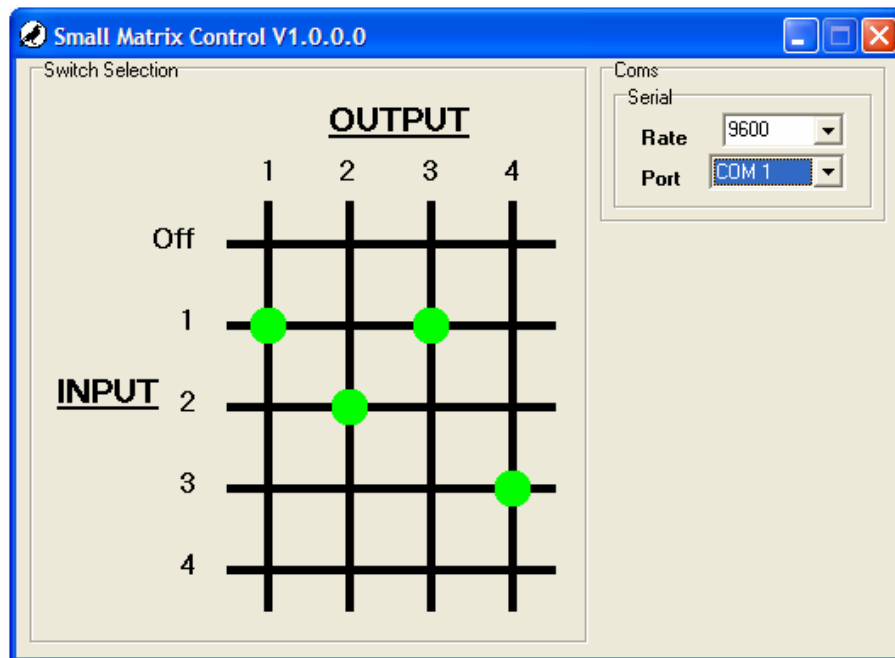 Small Matrix Control V1.0.0.0
Switch Selection
OUTPUT
1 2 3 4
Off
1
INPUT 2
3
4
Coms
Serial
Rate 9600
Port COM 1